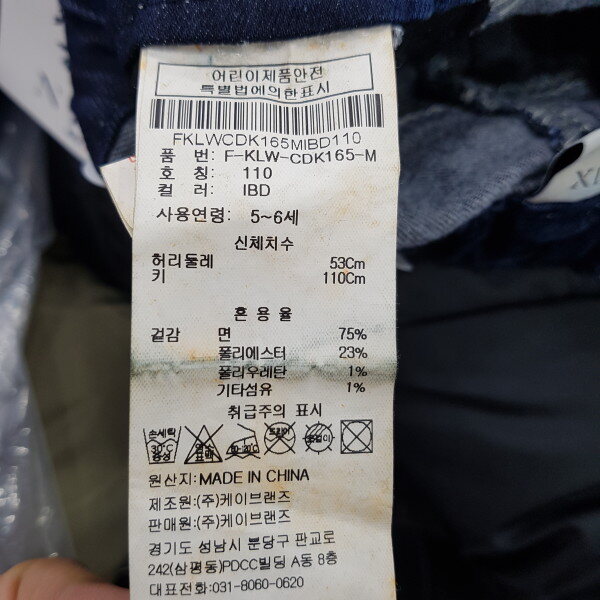 어린이제품안전
특별법에의한표시
FKLWCDK165MIBD110
품 번: F-KLW-CDK165-M
호 칭: 110
컬 러: IBD
사용연령: 5~6세
신체치수
허리둘레 53Cm
키 110Cm
혼 용 율
겉감 면 75%
폴리에스터 23%
폴리우레탄 1%
기타섬유 1%
취급주의 표시
손세탁
30°C
중성
원산지: MADE IN CHINA
제조원:(주)케이브랜즈
판매원:(주)케이브랜즈
경기도 성남시 분당구 판교로
242(삼평동)PDCC빌딩 A동 8층
대표전화:031-8060-0620